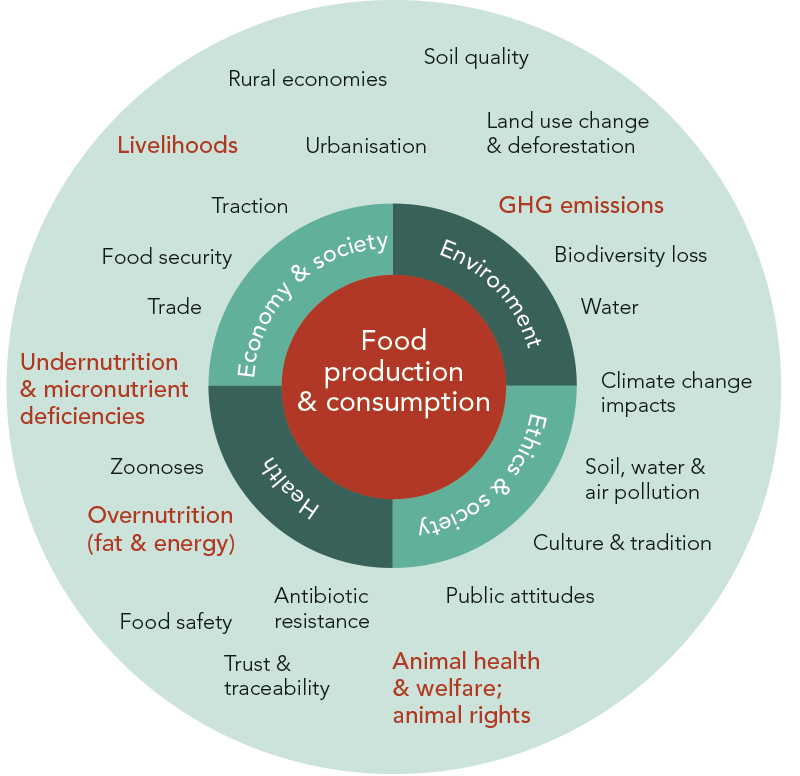 Soil quality
Rural economies
Land use change
& deforestation
Livelihoods
Urbanisation
Traction
GHG emissions
Food security
Biodiversity loss
Trade
Water
Economy & society
Environment
Food
production
& consumption
Undernutrition
& micronutrient
deficiencies
Climate change
impacts
Zoonoses
Health
Ethics & society
Soil, water &
air pollution
Overnutrition
(fat & energy)
Culture & tradition
Food safety
Antibiotic
resistance
Public attitudes
Trust &
traceability
Animal health
& welfare;
animal rights